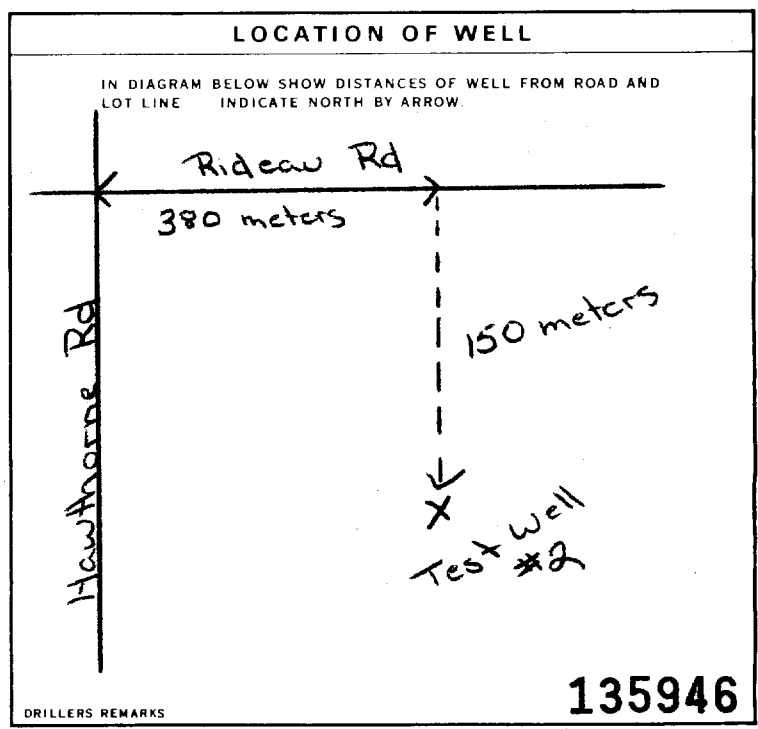 LOCATION OF WELL
IN DIAGRAM BELOW SHOW DISTANCES OF WELL FROM ROAD AND
LOT LINE INDICATE NORTH BY ARROW.
Rideau Rd
380 meters
Hawthorne Rd
150 meters
X
Test Well
#2
135946
DRILLERS REMARKS